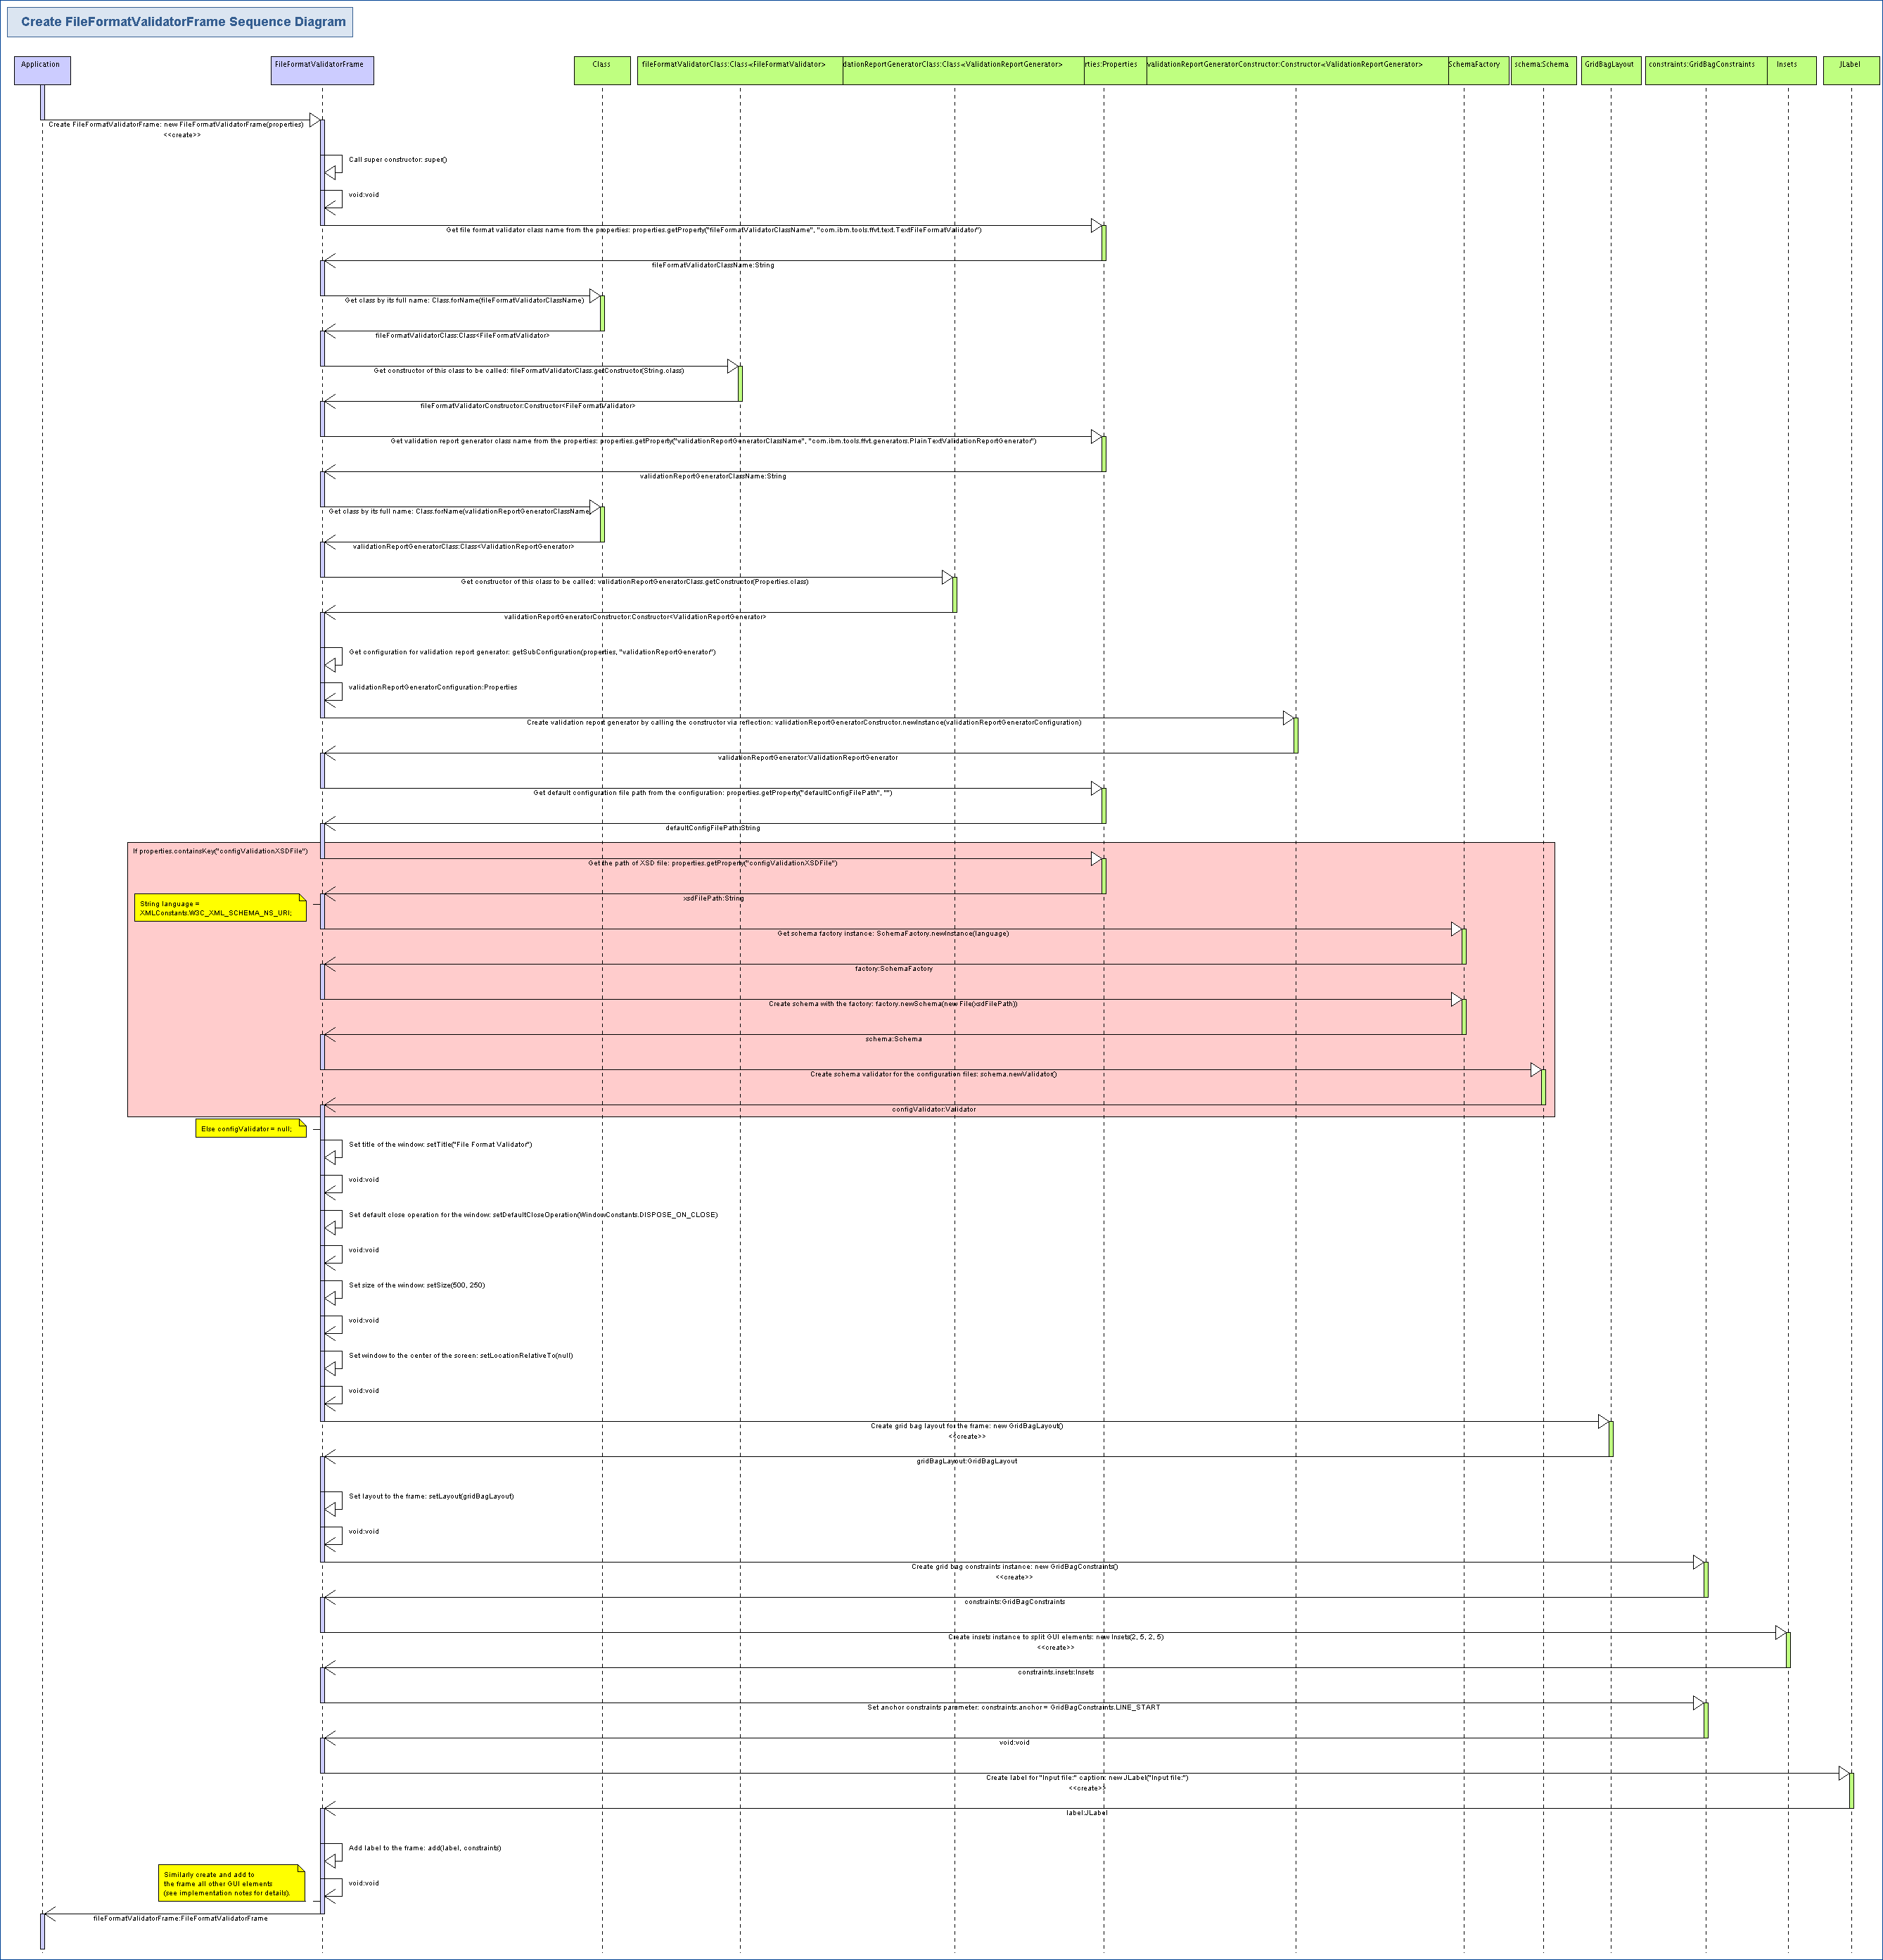 Create FileFormatValidatorFrame Sequence Diagram
Application
FileFormatValidatorFrame
Class
fileFormatValidatorClass:Class<FileFormatValidator>
dationReportGeneratorClass:Class<ValidationReportGenerator>
rties:Properties
validationReportGeneratorConstructor:Constructor<ValidationReportGenerator>
SchemaFactory
schema:Schema
GridBagLayout
constraints:GridBagConstraints
Insets
JLabel
Create FileFormatValidatorFrame: new FileFormatValidatorFrame(properties)
<<create>>
Call super constructor: super()
void:void
Get file format validator class name from the properties: properties.getProperty("fileFormatValidatorClassName", "com.ibm.tools.ffvt.text.TextFileFormatValidator")
fileFormatValidatorClassName:String
Get class by its full name: Class.forName(fileFormatValidatorClassName)
fileFormatValidatorClass:Class<FileFormatValidator>
Get constructor of this class to be called: fileFormatValidatorClass.getConstructor(String.class)
fileFormatValidatorConstructor:Constructor<FileFormatValidator>
Get validation report generator class name from the properties: properties.getProperty("validationReportGeneratorClassName", "com.ibm.tools.ffvt.generators.PlainTextValidationReportGenerator")
validationReportGeneratorClassName:String
Get class by its full name: Class.forName(validationReportGeneratorClassName)
validationReportGeneratorClass:Class<ValidationReportGenerator>
Get constructor of this class to be called: validationReportGeneratorClass.getConstructor(Properties.class)
validationReportGeneratorConstructor:Constructor<ValidationReportGenerator>
Get configuration for validation report generator: getSubConfiguration(properties, "validationReportGenerator")
validationReportGeneratorConfiguration:Properties
Create validation report generator by calling the constructor via reflection: validationReportGeneratorConstructor.newInstance(validationReportGeneratorConfiguration)
validationReportGenerator:ValidationReportGenerator
Get default configuration file path from the configuration: properties.getProperty("defaultConfigFilePath", "")
defaultConfigFilePath:String
If properties.containsKey("configValidationXSDFile")
Get the path of XSD file: properties.getProperty("configValidationXSDFile")
xsdFilePath:String
String language =
XMLConstants.W3C_XML_SCHEMA_NS_URI;
Get schema factory instance: SchemaFactory.newInstance(language)
factory:SchemaFactory
Create schema with the factory: factory.newSchema(new File(xsdFilePath))
schema:Schema
Create schema validator for the configuration files: schema.newValidator()
configValidator:Validator
Else configValidator = null;
Set title of the window: setTitle("File Format Validator")
void:void
Set default close operation for the window: setDefaultCloseOperation(WindowConstants.DISPOSE_ON_CLOSE)
void:void
Set size of the window: setSize(500, 250)
void:void
Set window to the center of the screen: setLocationRelativeTo(null)
void:void
Create grid bag layout for the frame: new GridBagLayout()
<<create>>
gridBagLayout:GridBagLayout
Set layout to the frame: setLayout(gridBagLayout)
void:void
Create grid bag constraints instance: new GridBagConstraints()
<<create>>
constraints:GridBagConstraints
Create insets instance to split GUI elements: new Insets(2, 5, 2, 5)
<<create>>
constraints.insets:Insets
Set anchor constraints parameter: constraints.anchor = GridBagConstraints.LINE_START
void:void
Create label for "Input file:" caption: new JLabel("Input file:")
<<create>>
label:JLabel
Add label to the frame: add(label, constraints)
Similarly create and add to
the frame all other GUI elements
(see implementation notes for details).
void:void
fileFormatValidatorFrame:FileFormatValidatorFrame